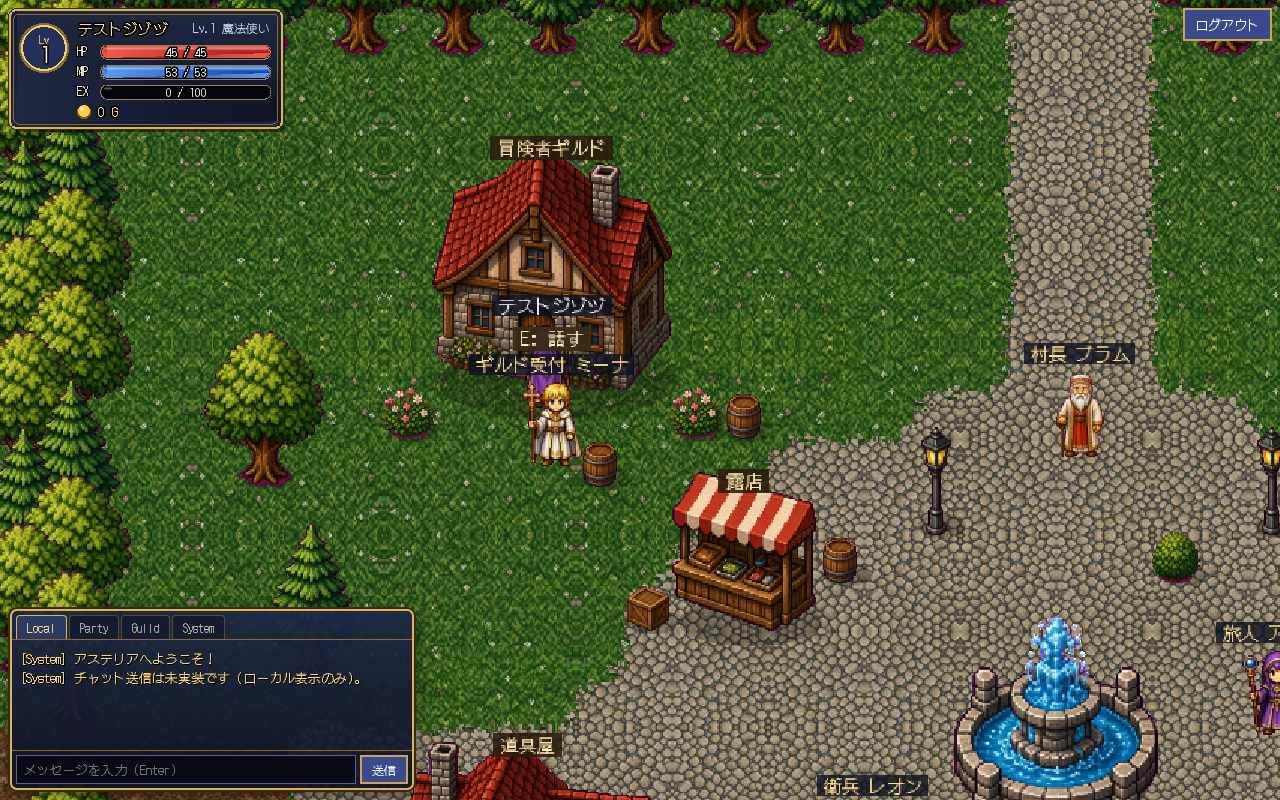 Lv
1
テストジゾヅ Lv.1 魔法使い
HP 45 / 45
MP 53 / 53
EX 0 / 100
0 G
ログアウト
冒険者ギルド
テストジゾヅ
E: 話す
ギルド受付 ミーナ
村長 ブラム
露店
旅人 ア
道具屋
衛兵 レオン
Local Party Guild System
[System] アステリアへようこそ！
[System] チャット送信は未実装です（ローカル表示のみ）。
メッセージを入力 (Enter) 送信